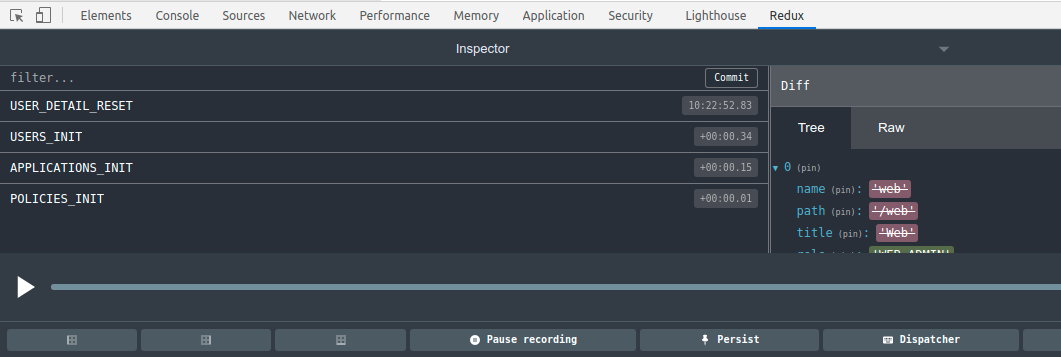 Elements Console Sources Network Performance Memory Application Security Lighthouse Redux
Inspector
filter... Commit
Diff
USER_DETAIL_RESET 10:22:52.83
USERS_INIT +00:00.34
Tree Raw
APPLICATIONS_INIT +00:00.15
0 (pin)
name (pin): 'web'
POLICIES_INIT +00:00.01
path (pin): '/web'
title (pin): 'Web'
Pause recording Persist Dispatcher